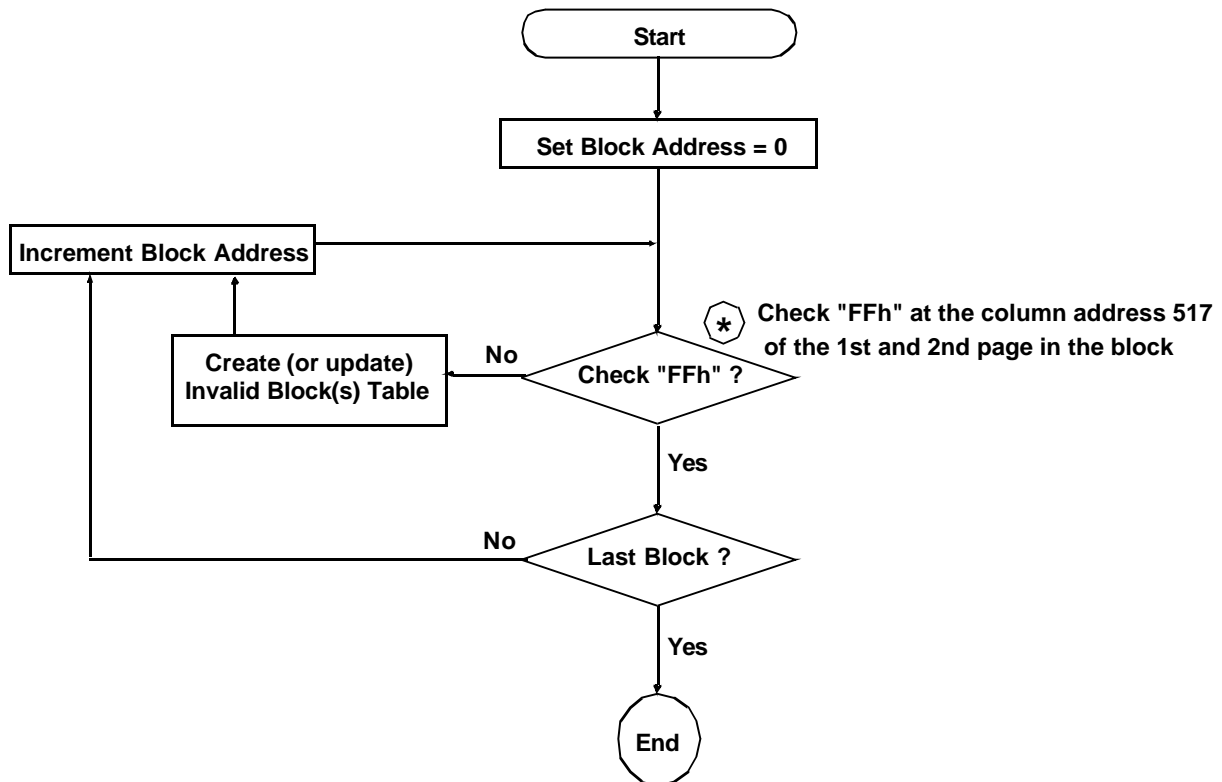 Start
Set Block Address = 0
Increment Block Address
* Check "FFh" at the column address 517
of the 1st and 2nd page in the block
No
Create (or update)
Invalid Block(s) Table
Check "FFh" ?
Yes
No
Last Block ?
Yes
End